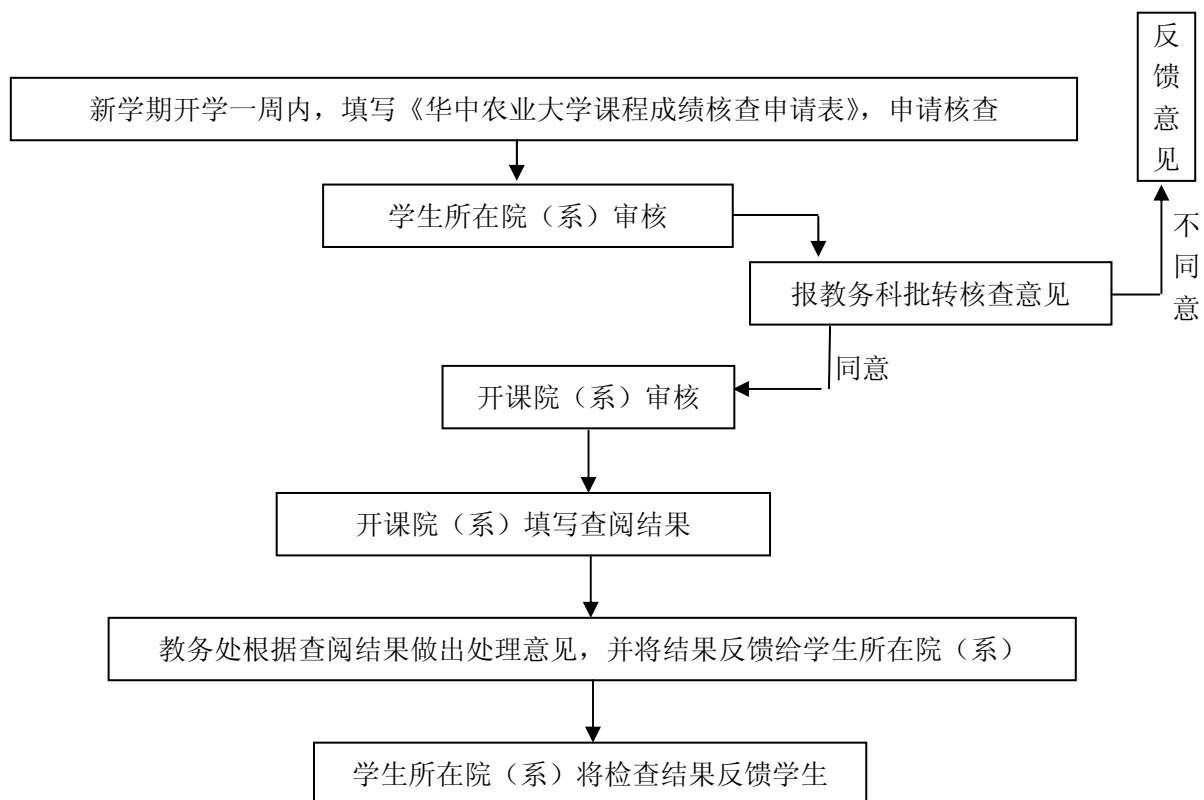 反馈意见
新学期开学一周内，填写《华中农业大学课程成绩核查申请表》，申请核查
学生所在院（系）审核
不同意
报教务科批转核查意见
同意
开课院（系）审核
开课院（系）填写查阅结果
教务处根据查阅结果做出处理意见，并将结果反馈给学生所在院（系）
学生所在院（系）将检查结果反馈学生